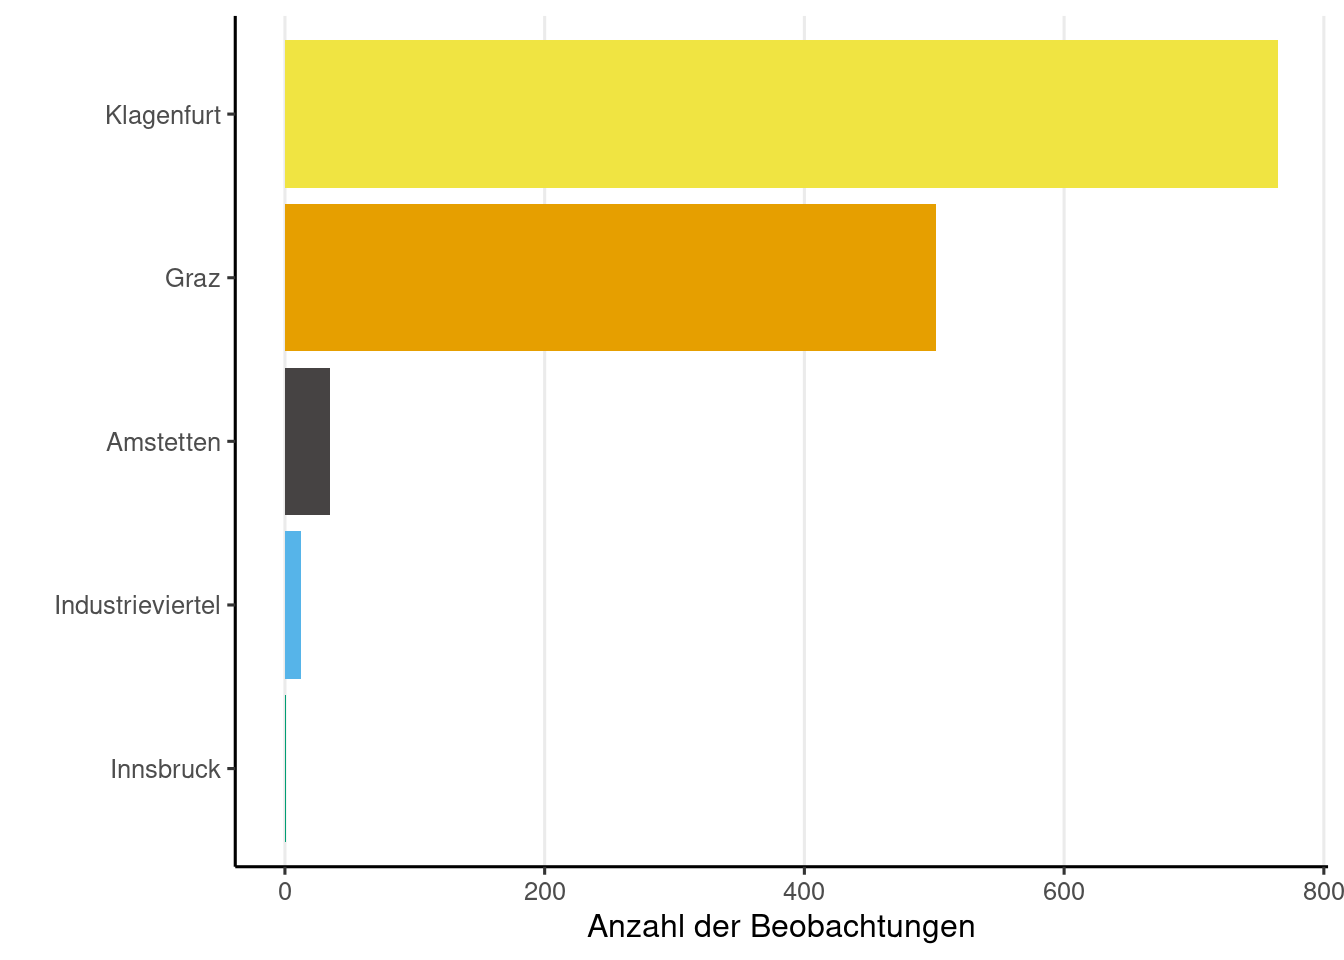 Klagenfurt
Graz
Amstetten
Industrieviertel
Innsbruck
0 200 400 600 800
Anzahl der Beobachtungen